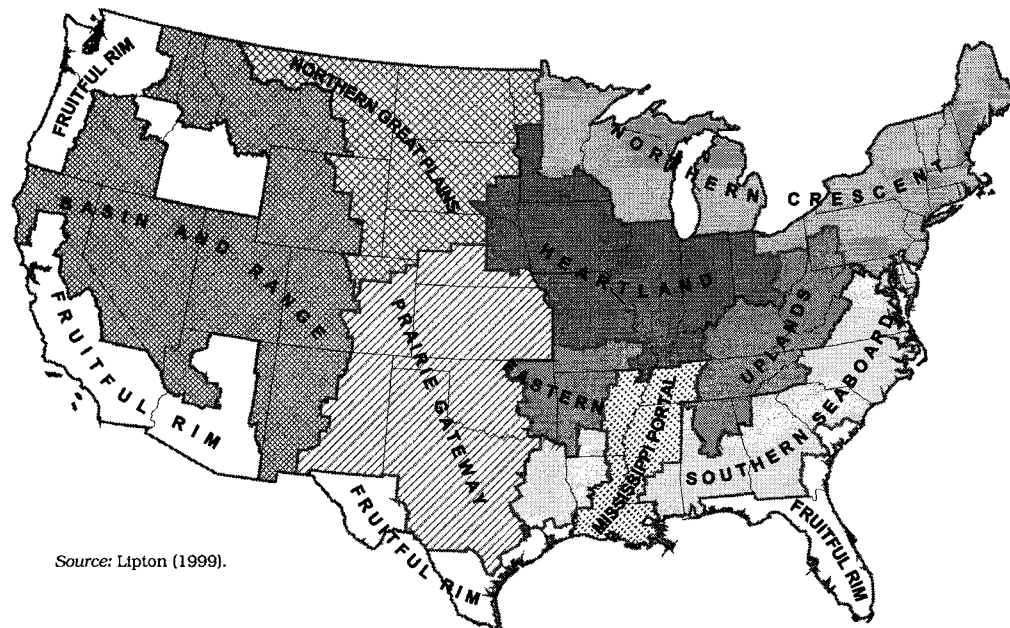 FRUITFUL RIM
NORTHERN GREAT PLAINS
NORTHERN
CRESCENT
BASIN AND RANGE
HEARTLAND
FRUITFUL RIM
PRAIRIE GATEWAY
EASTERN
UPLANDS
MISSISSIPPI PORTAL
SOUTHERN SEABOARD
FRUITFUL RIM
FRUITFUL RIM
Source: Lipton (1999).